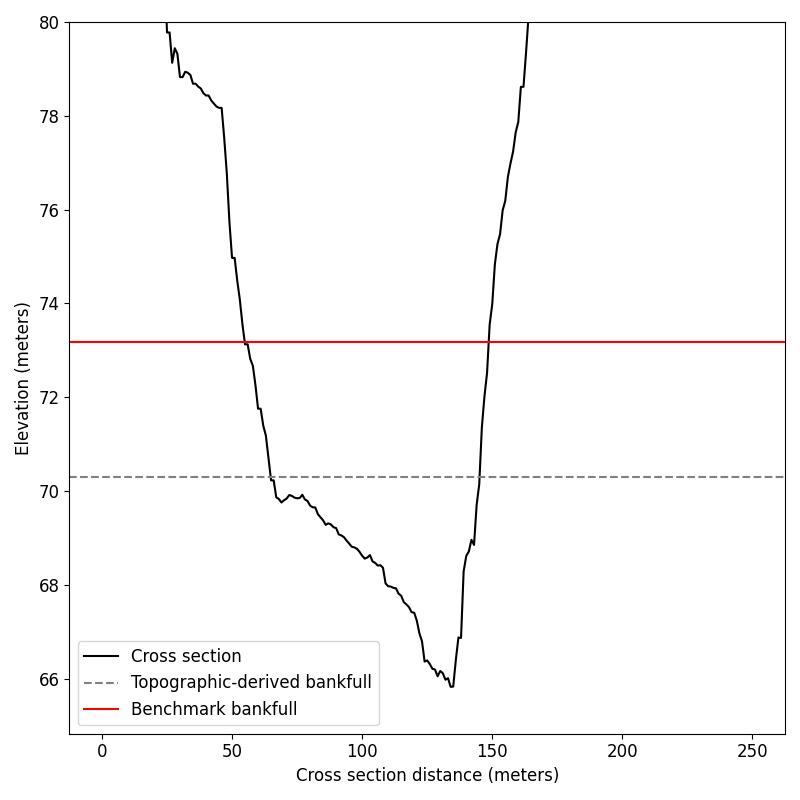 80
78
76
74
72
70
68
66
Elevation (meters)
Cross section
Topographic-derived bankfull
Benchmark bankfull
0 50 100 150 200 250
Cross section distance (meters)